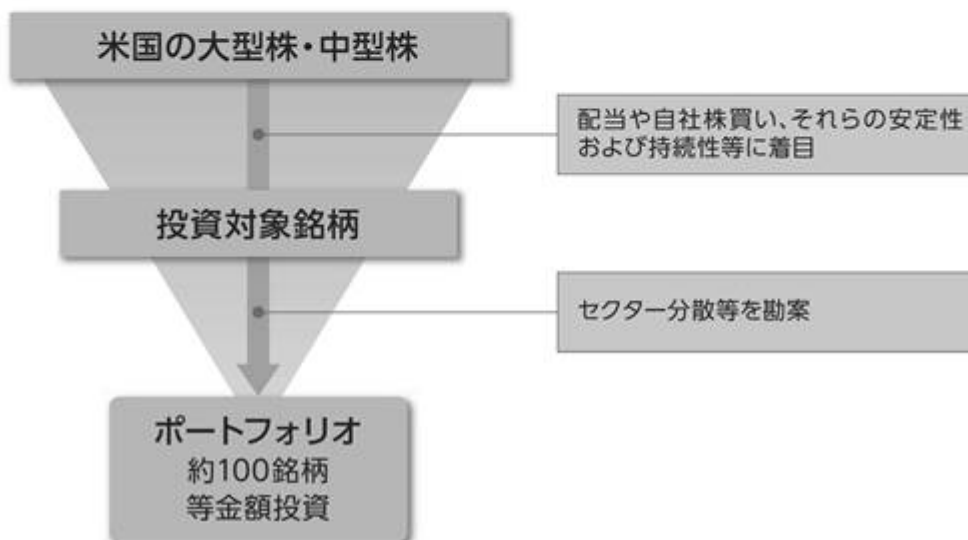 米国の大型株・中型株
配当や自社株買い、それらの安定性
および持続性等に着目
投資対象銘柄
セクター分散等を勘案
ポートフォリオ
約100銘柄
等金額投資